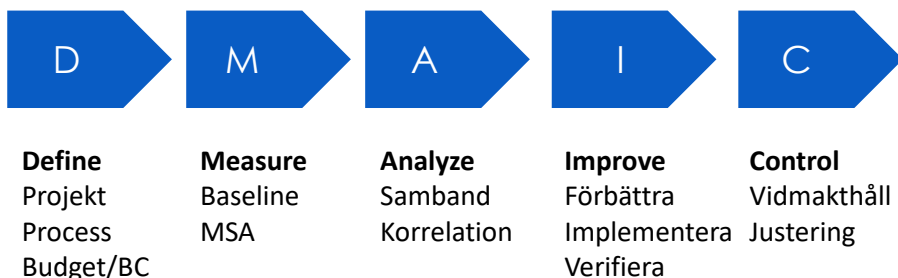 D
M
A
I
C
Define
Projekt
Process
Budget/BC
Measure
Baseline
MSA
Analyze
Samband
Korrelation
Improve
Förbättra
Implementera
Verifiera
Control
Vidmakthåll
Justering